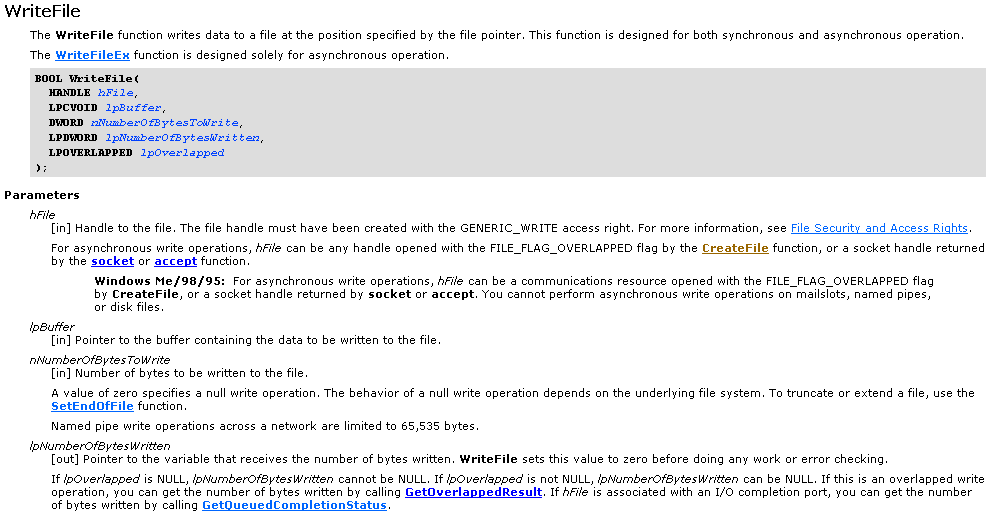 WriteFile
The WriteFile function writes data to a file at the position specified by the file pointer. This function is designed for both synchronous and asynchronous operation.
The WriteFileEx function is designed solely for asynchronous operation.
BOOL WriteFile(
HANDLE hFile,
LPCVOID lpBuffer,
DWORD nNumberOfBytesToWrite,
LPDWORD lpNumberOfBytesWritten,
LPOVERLAPPED lpOverlapped
);
Parameters
hFile
[in] Handle to the file. The file handle must have been created with the GENERIC_WRITE access right. For more information, see File Security and Access Rights.
For asynchronous write operations, hFile can be any handle opened with the FILE_FLAG_OVERLAPPED flag by the CreateFile function, or a socket handle returned
by the socket or accept function.
Windows Me/98/95: For asynchronous write operations, hFile can be a communications resource opened with the FILE_FLAG_OVERLAPPED flag
by CreateFile, or a socket handle returned by socket or accept. You cannot perform asynchronous write operations on mailslots, named pipes,
or disk files.
lpBuffer
[in] Pointer to the buffer containing the data to be written to the file.
nNumberOfBytesToWrite
[in] Number of bytes to be written to the file.
A value of zero specifies a null write operation. The behavior of a null write operation depends on the underlying file system. To truncate or extend a file, use the
SetEndOfFile function.
Named pipe write operations across a network are limited to 65,535 bytes.
lpNumberOfBytesWritten
[out] Pointer to the variable that receives the number of bytes written. WriteFile sets this value to zero before doing any work or error checking.
If lpOverlapped is NULL, lpNumberOfBytesWritten cannot be NULL. If lpOverlapped is not NULL, lpNumberOfBytesWritten can be NULL. If this is an overlapped write
operation, you can get the number of bytes written by calling GetOverlappedResult. If hFile is associated with an I/O completion port, you can get the number
of bytes written by calling GetQueuedCompletionStatus.